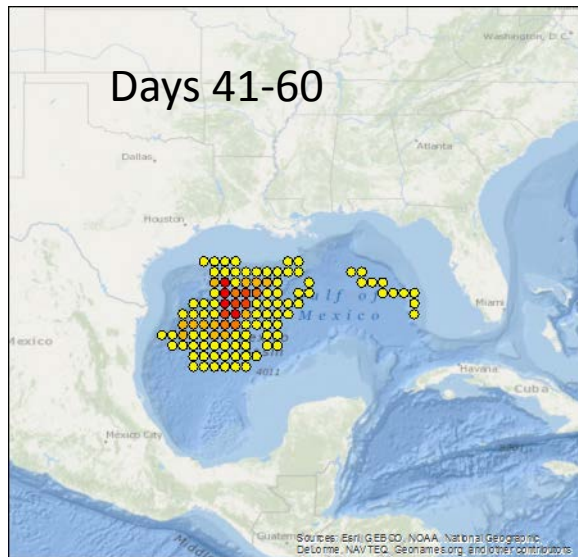 Washington, D.C.
Days 41-60
Atlanta
Dallas
Houston
Gulf of
Mexico
Miami
Mexico
4011
Havana
Cuba
Mexico City
Sources: Esri, GEBCO, NOAA, National Geographic,
DeLorme, NAVTEQ, Geonames.org, and other contributors